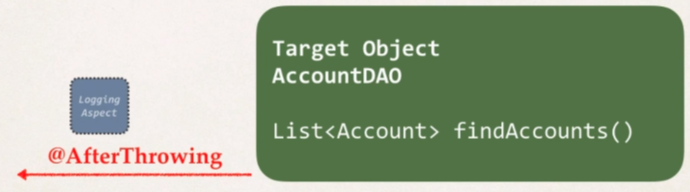 Target Object
AccountDAO
List<Account> findAccounts()
Logging
Aspect
@AfterThrowing